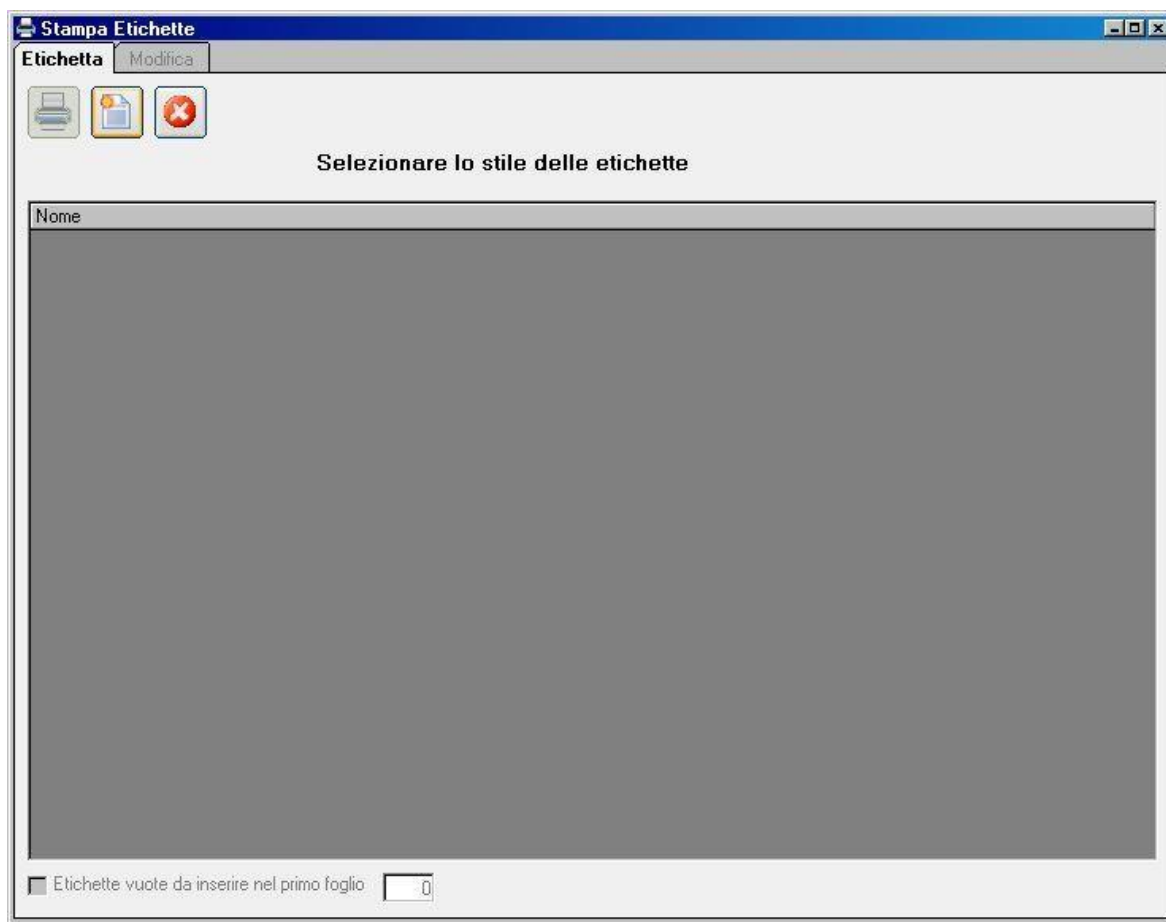 Stampa Etichette
Etichetta Modifica
Selezionare lo stile delle etichette
Nome
Etichette vuote da inserire nel primo foglio 0